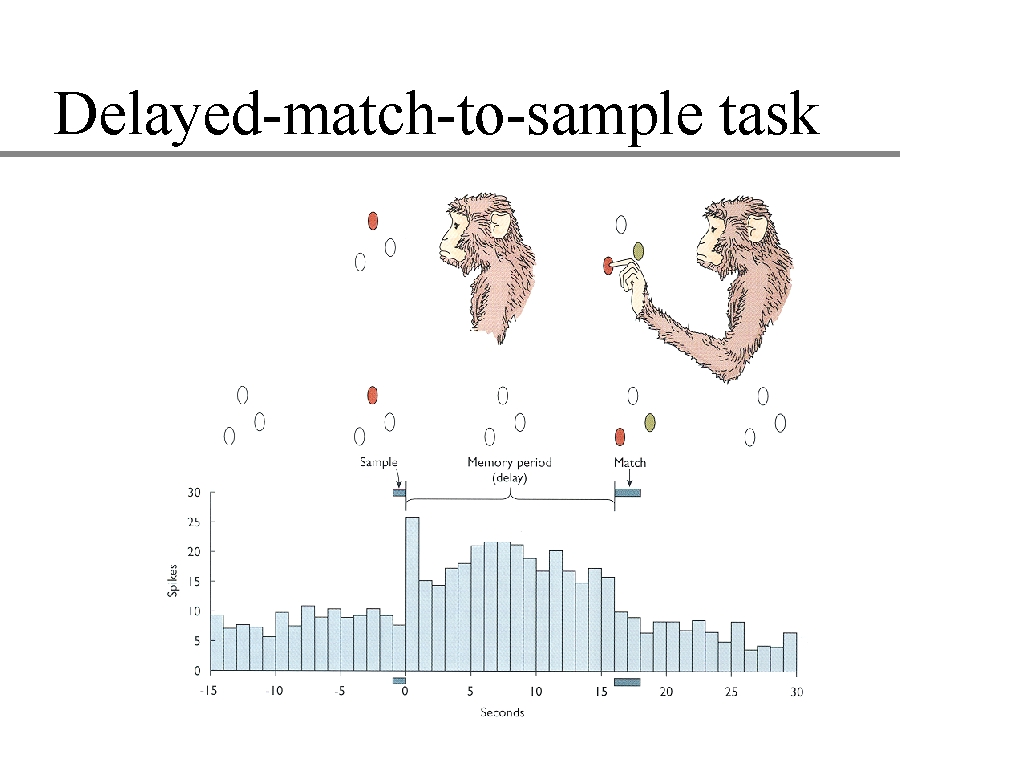 Delayed-match-to-sample task
Sample
Memory period
(delay)
Match
30
25
20
15
10
5
0
Spikes
-15 -10 -5 0 5 10 15 20 25 30
Seconds